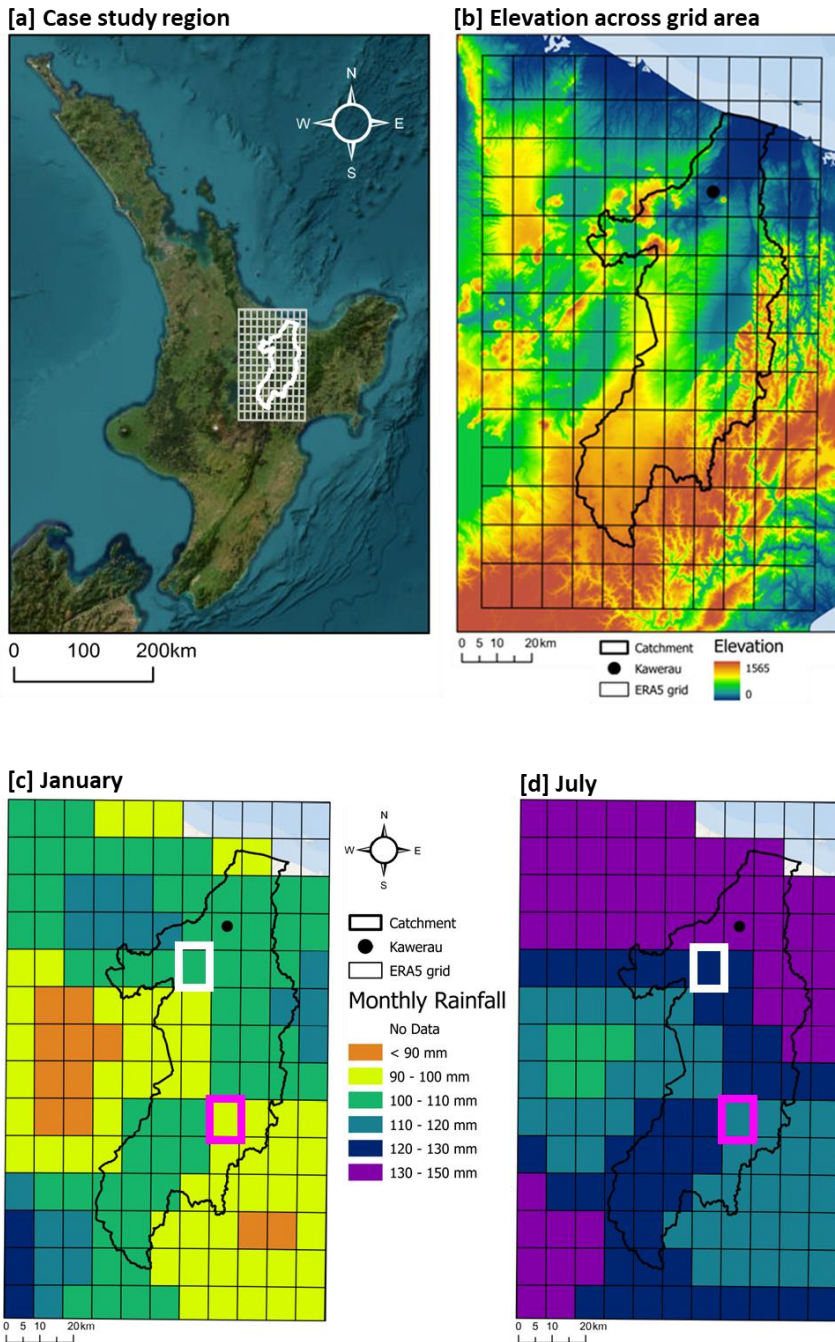 [a] Case study region
[b] Elevation across grid area
N
W E
S
0 100 200km
0 5 10 20km
Catchment
Kawerau
ERA5 grid
Elevation
1565
0
[c] January
[d] July
N
W E
S
Catchment
Kawerau
ERA5 grid
Monthly Rainfall
No Data
< 90 mm
90 - 100 mm
100 - 110 mm
110 - 120 mm
120 - 130 mm
130 - 150 mm
0 5 10 20km
0 5 10 20km